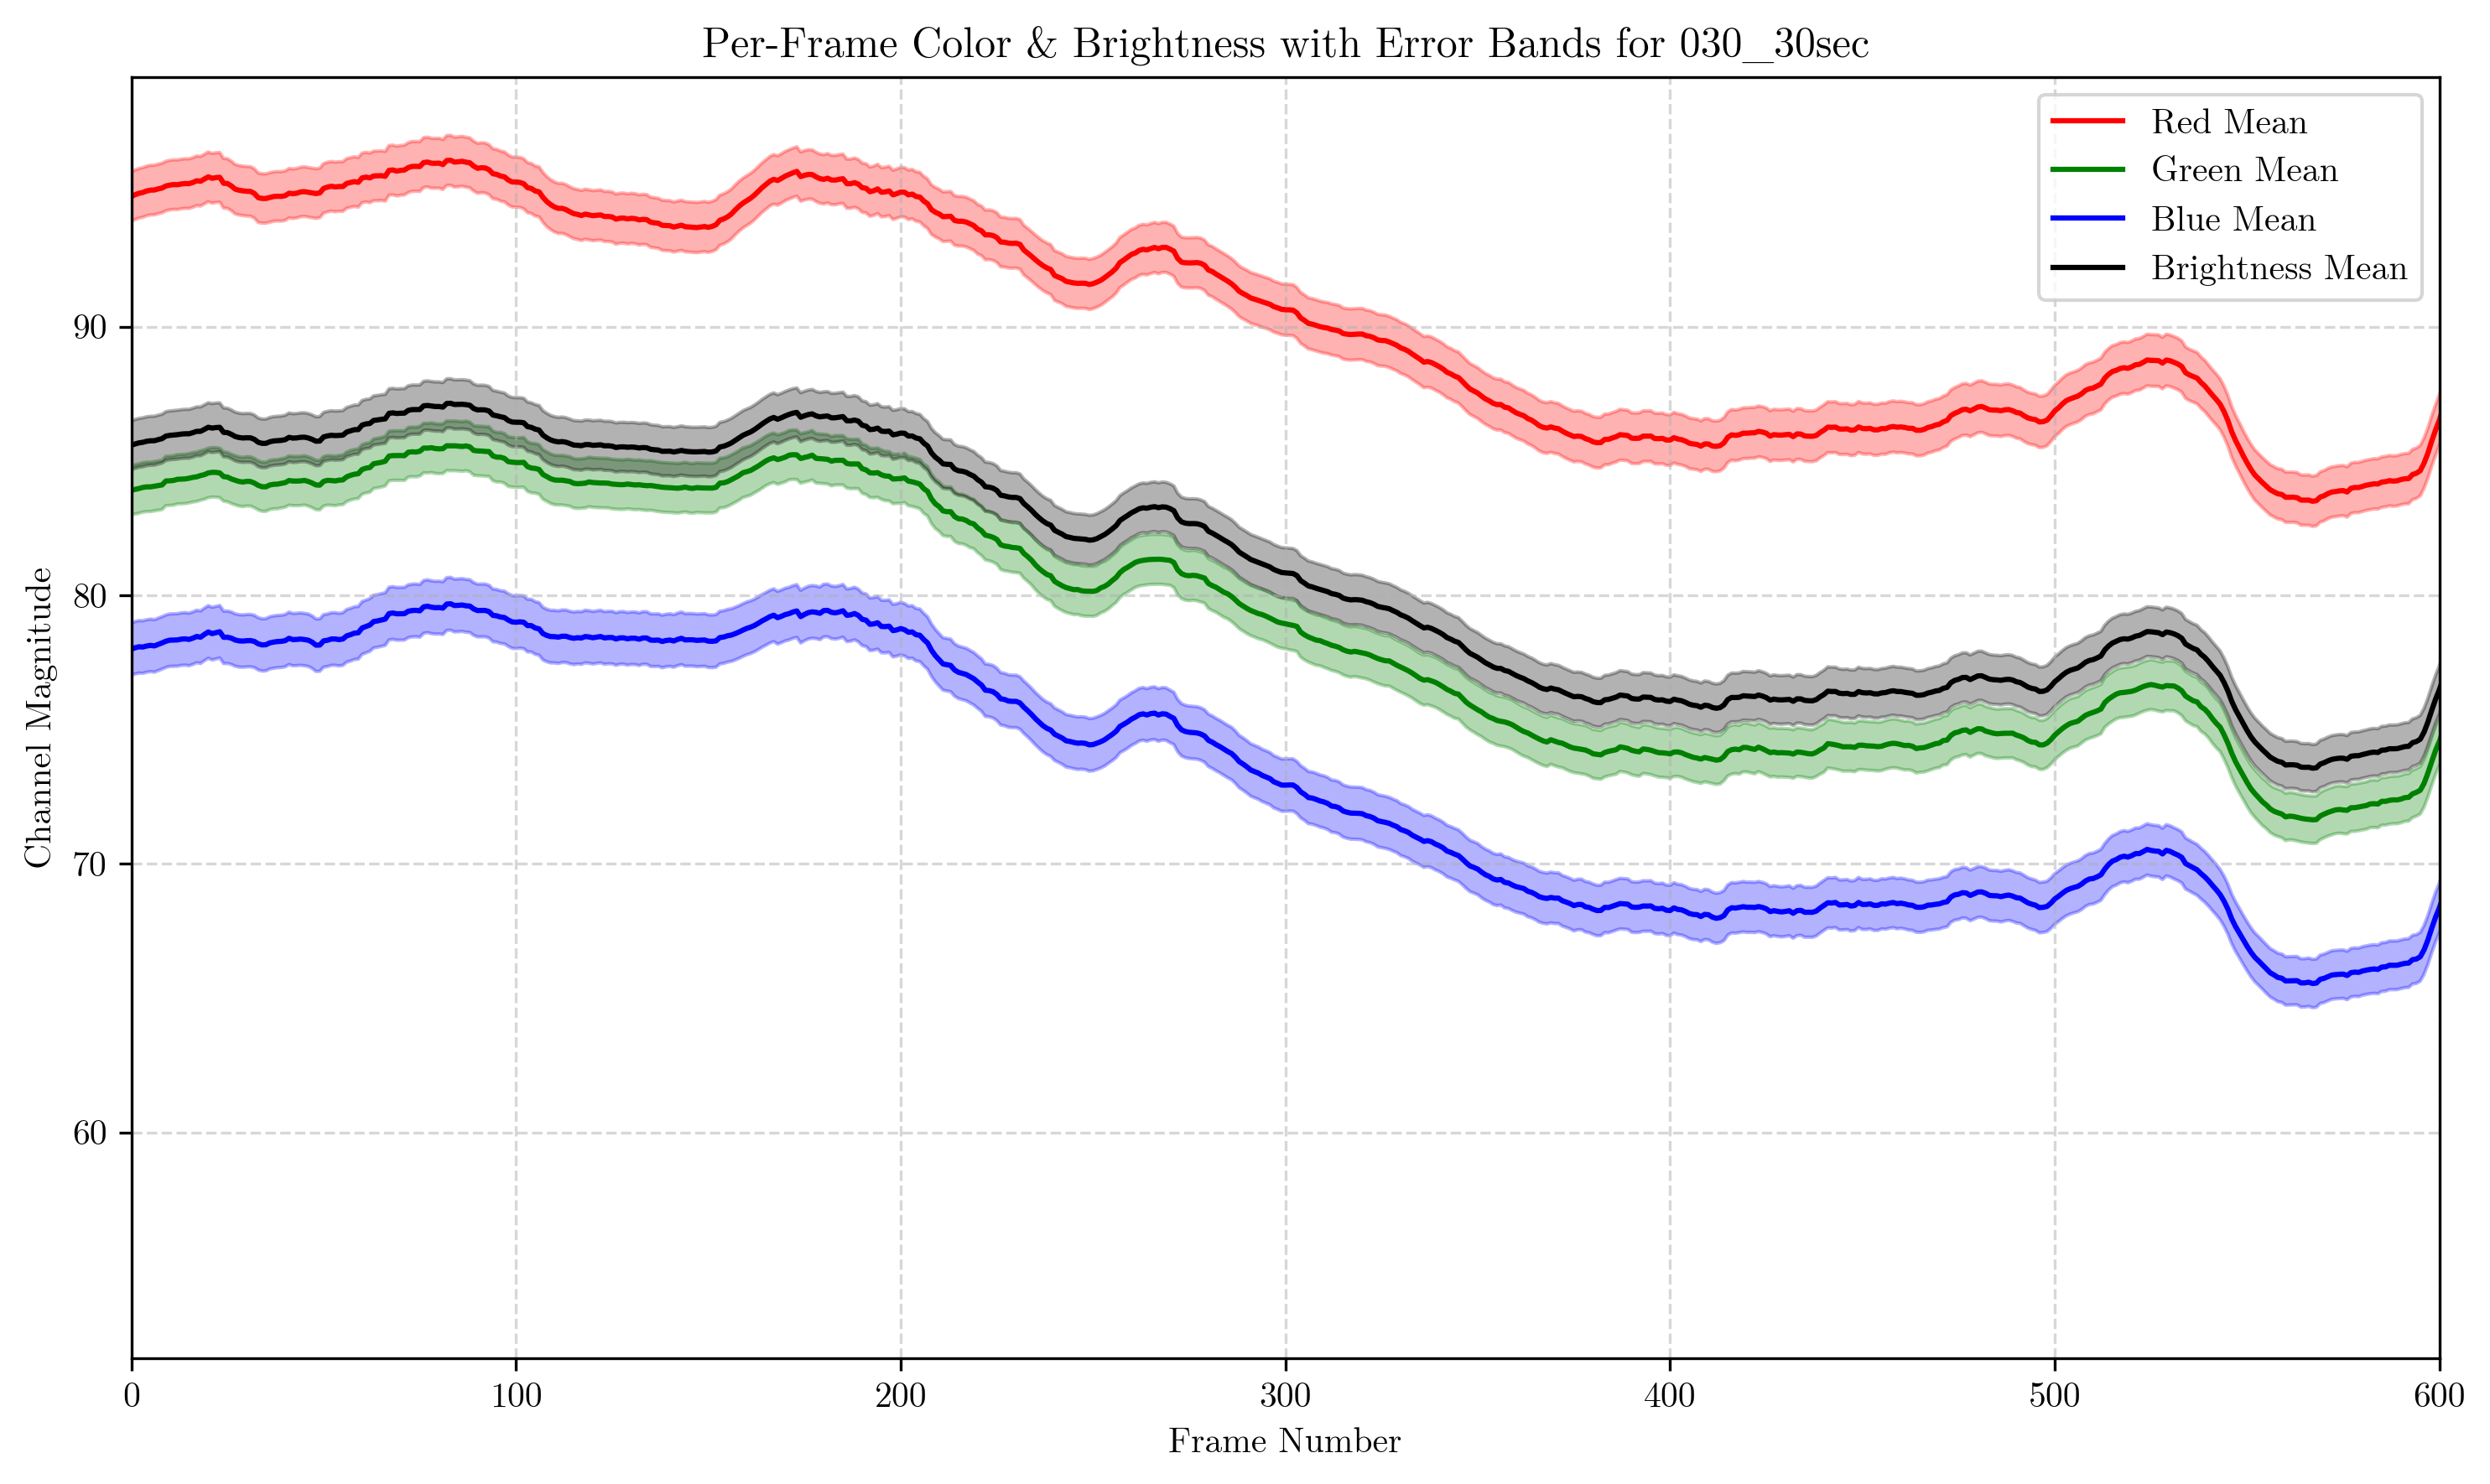 Per-Frame Color & Brightness with Error Bands for 030_30sec
Red Mean
Green Mean
Blue Mean
Brightness Mean
Channel Magnitude
90
80
70
60
0 100 200 300 400 500 600
Frame Number